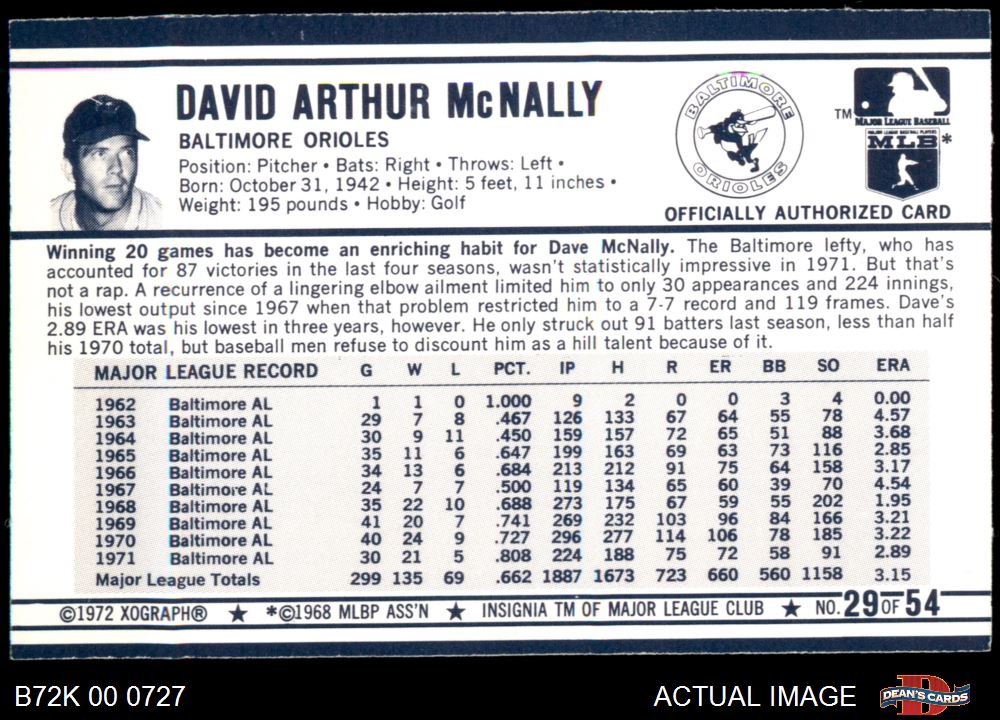 DAVID ARTHUR McNALLY
BALTIMORE ORIOLES
Position: Pitcher • Bats: Right • Throws: Left •
Born: October 31, 1942 • Height: 5 feet, 11 inches •
Weight: 195 pounds • Hobby: Golf
BALTIMORE
ORIOLES
TM
MAJOR LEAGUE BASEBALL
MAJOR LEAGUE BASEBALL PLAYERS
MLB*
OFFICIALLY AUTHORIZED CARD
Winning 20 games has become an enriching habit for Dave McNally. The Baltimore lefty, who has
accounted for 87 victories in the last four seasons, wasn't statistically impressive in 1971. But that's
not a rap. A recurrence of a lingering elbow ailment limited him to only 30 appearances and 224 innings,
his lowest output since 1967 when that problem restricted him to a 7-7 record and 119 frames. Dave's
2.89 ERA was his lowest in three years, however. He only struck out 91 batters last season, less than half
his 1970 total, but baseball men refuse to discount him as a hill talent because of it.
MAJOR LEAGUE RECORD G W L PCT. IP H R ER BB SO ERA
1962 Baltimore AL 1 1 0 1.000 9 2 0 0 3 4 0.00
1963 Baltimore AL 29 7 8 .467 126 133 67 64 55 78 4.57
1964 Baltimore AL 30 9 11 .450 159 157 72 65 51 88 3.68
1965 Baltimore AL 35 11 6 .647 199 163 69 63 73 116 2.85
1966 Baltimore AL 34 13 6 .684 213 212 91 75 64 158 3.17
1967 Baltimore AL 24 7 7 .500 119 134 65 60 39 70 4.54
1968 Baltimore AL 35 22 10 .688 273 175 67 59 55 202 1.95
1969 Baltimore AL 41 20 7 .741 269 232 103 96 84 166 3.21
1970 Baltimore AL 40 24 9 .727 296 277 114 106 78 185 3.22
1971 Baltimore AL 30 21 5 .808 224 188 75 72 58 91 2.89
Major League Totals 299 135 69 .662 1887 1673 723 660 560 1158 3.15
©1972 XOGRAPH® ★ *©1968 MLBP ASS'N ★ INSIGNIA TM OF MAJOR LEAGUE CLUB ★ NO. 29 OF 54
B72K 00 0727
ACTUAL IMAGE
DEAN'S CARDS